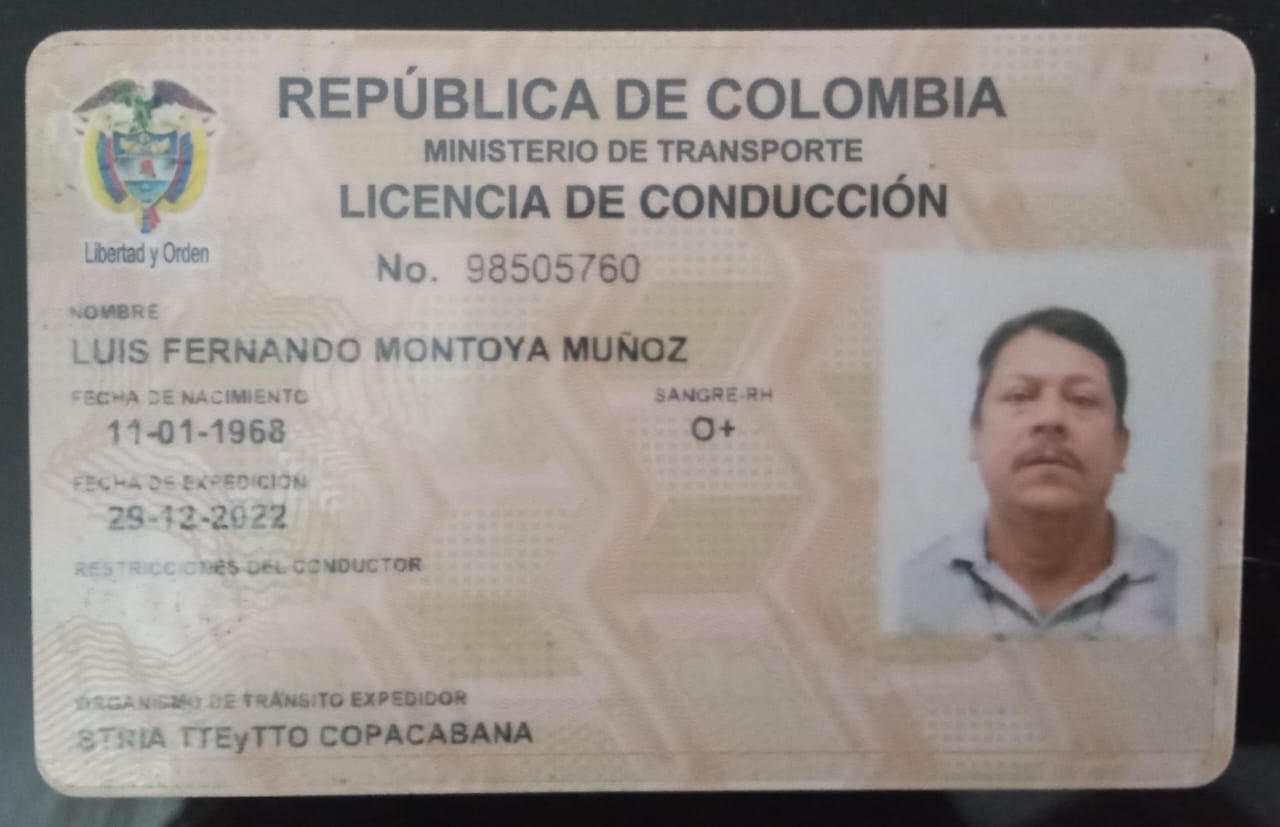 REPÚBLICA DE COLOMBIA
MINISTERIO DE TRANSPORTE
LICENCIA DE CONDUCCIÓN
Libertad y Orden
No. 98505760
NOMBRE
LUIS FERNANDO MONTOYA MUÑOZ
FECHA DE NACIMIENTO
11-01-1968
SANGRE-RH
O+
FECHA DE EXPEDICION
29-12-2022
RESTRICCIONES DEL CONDUCTOR
ORGANISMO DE TRÁNSITO EXPEDIDOR
STRIA TTEyTTO COPACABANA